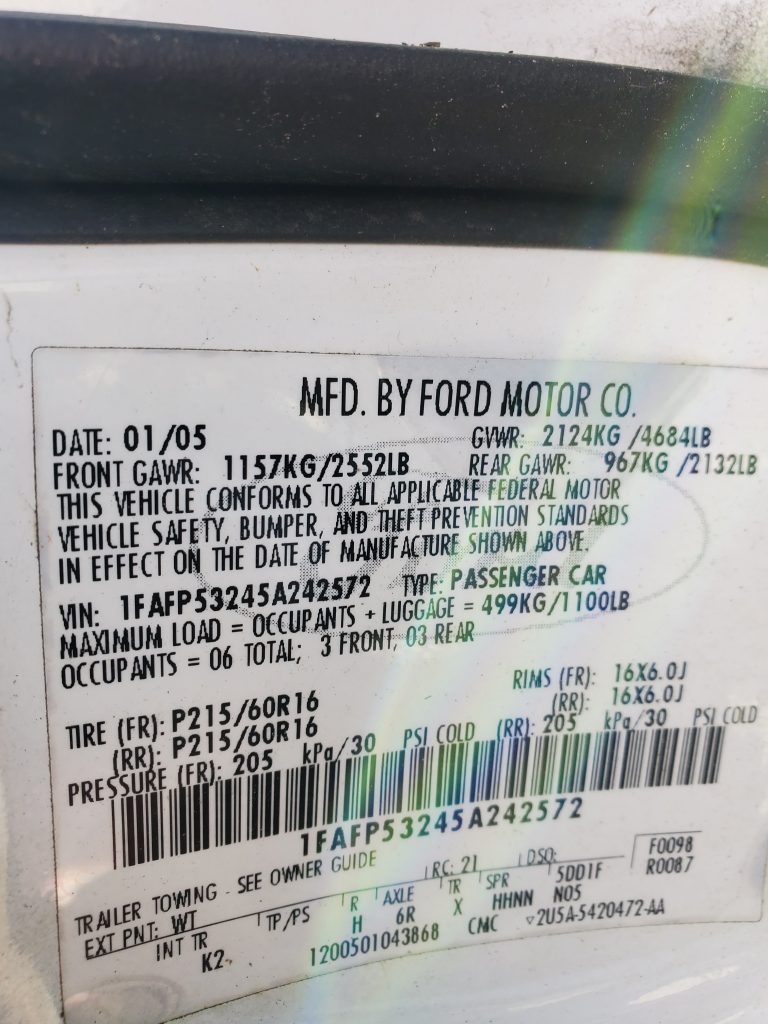 MFD. BY FORD MOTOR CO.
DATE: 01/05 GVWR: 2124KG /4684LB
FRONT GAWR: 1157KG/2552LB REAR GAWR: 967KG /2132LB
THIS VEHICLE CONFORMS TO ALL APPLICABLE FEDERAL MOTOR
VEHICLE SAFETY, BUMPER, AND THEFT PREVENTION STANDARDS
IN EFFECT ON THE DATE OF MANUFACTURE SHOWN ABOVE.
VIN: 1FAFP53245A242572 TYPE: PASSENGER CAR
MAXIMUM LOAD = OCCUPANTS + LUGGAGE = 499KG/1100LB
OCCUPANTS = 06 TOTAL; 3 FRONT, 03 REAR
TIRE (FR): P215/60R16 RIMS (FR): 16X6.0J
(RR): P215/60R16 (RR): 16X6.0J
PRESSURE (FR): 205 kPa/30 PSI COLD (RR): 205 kPa/30 PSI COLD
1FAFP53245A242572
TRAILER TOWING - SEE OWNER GUIDE RC: 21 DSO: F0098
EXT PNT: WT TP/PS R AXLE TR SPR 5DD1F R0087
INT TR H 6R X HHNN N05
K2 1200501043868 CMC ▽2U5A-5420472-AA